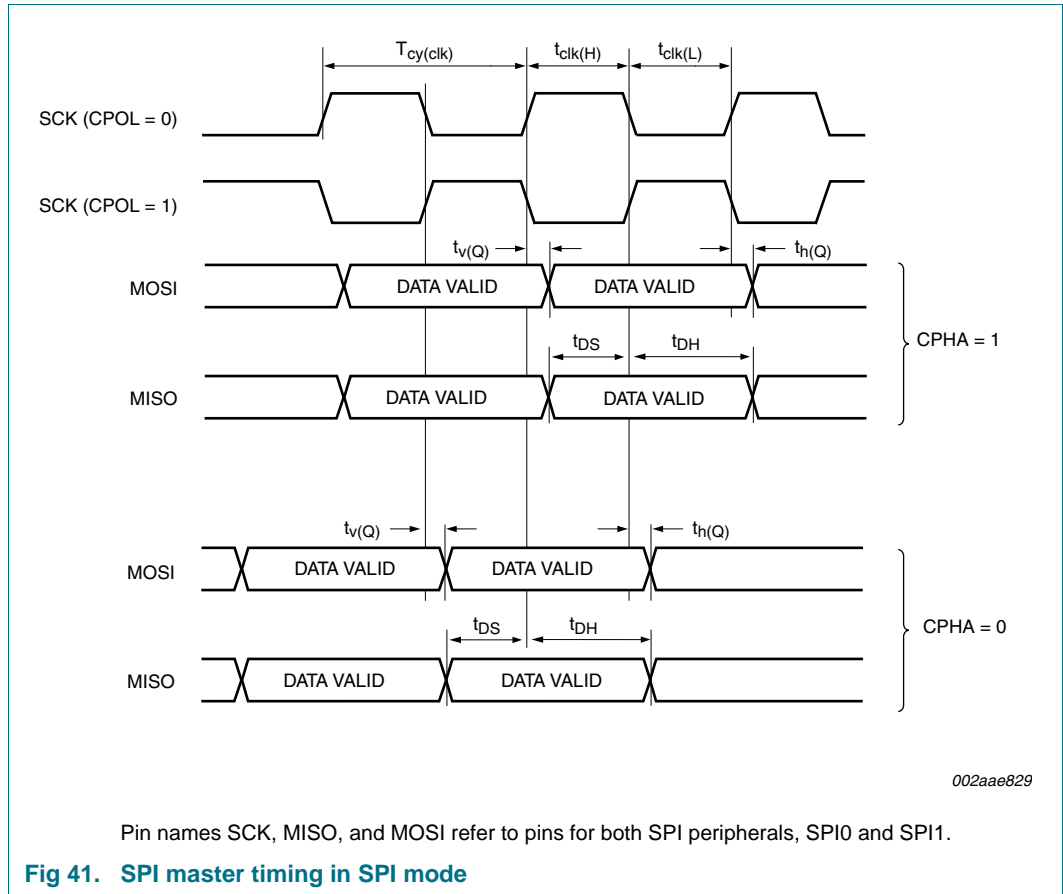 Tcy(clk) tclk(H) tclk(L)
SCK (CPOL = 0)
SCK (CPOL = 1)
tv(Q) th(Q)
MOSI DATA VALID DATA VALID
CPHA = 1
tDS tDH
MISO DATA VALID DATA VALID
tv(Q) th(Q)
MOSI DATA VALID DATA VALID
CPHA = 0
tDS tDH
MISO DATA VALID DATA VALID
002aae829
Pin names SCK, MISO, and MOSI refer to pins for both SPI peripherals, SPI0 and SPI1.
Fig 41. SPI master timing in SPI mode